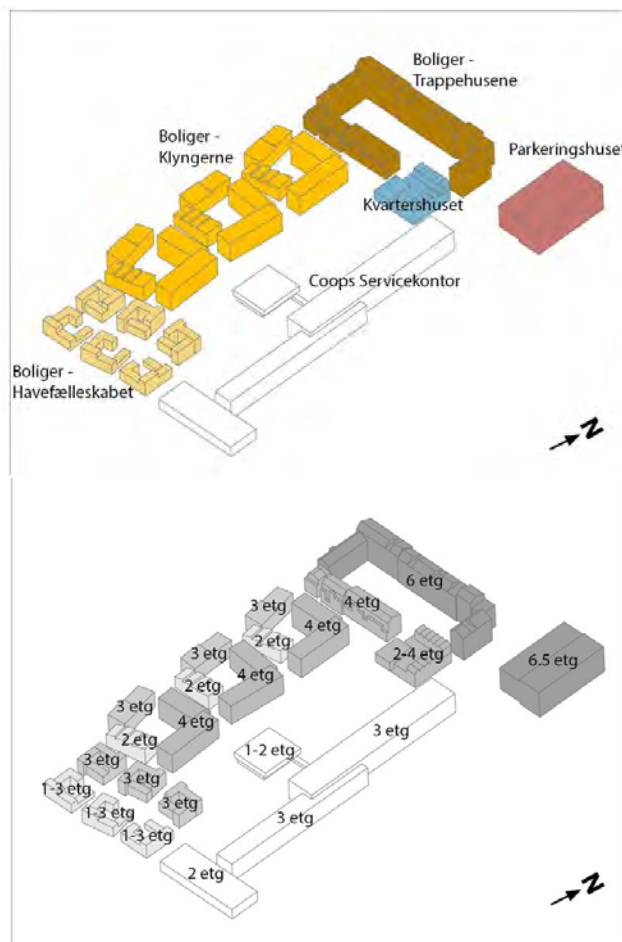 Boliger -
Trappehusene
Boliger -
Klyngerne
Parkeringshuset
Kvartershuset
Coops Servicekontor
Boliger -
Havefælleskabet
N
6 etg
3 etg
4 etg
4 etg
2 etg
2-4 etg
6.5 etg
3 etg
4 etg
2 etg
3 etg
4 etg
2 etg
1-2 etg
3 etg
3 etg
3 etg
1-3 etg
3 etg
1-3 etg
3 etg
1-3 etg
2 etg
N